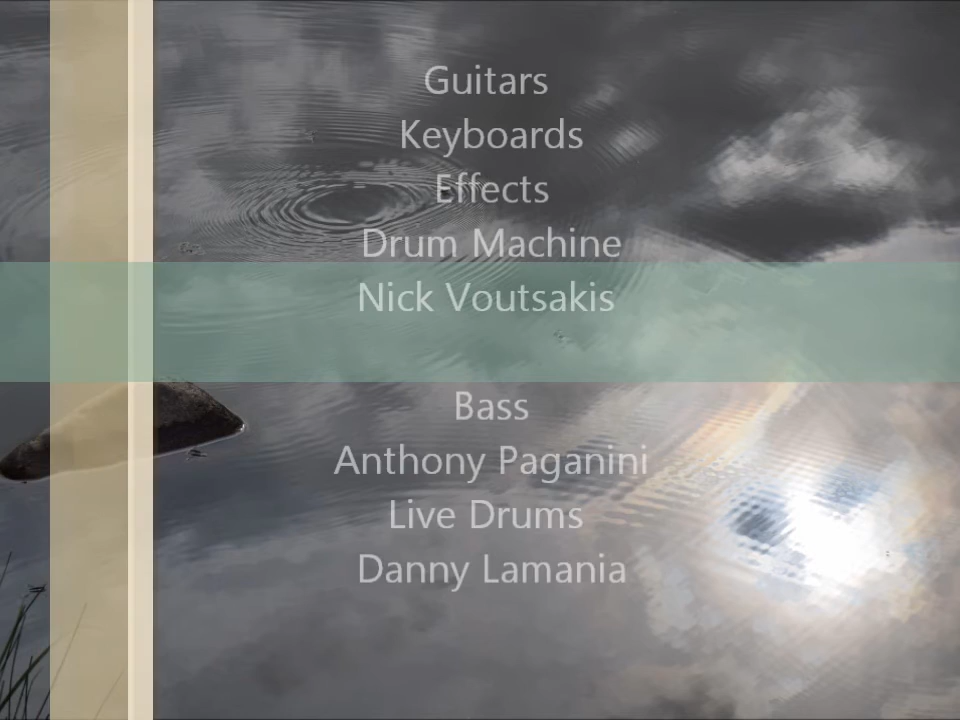 Guitars
Keyboards
Effects
Drum Machine
Nick Voutsakis
Bass
Anthony Paganini
Live Drums
Danny Lamania